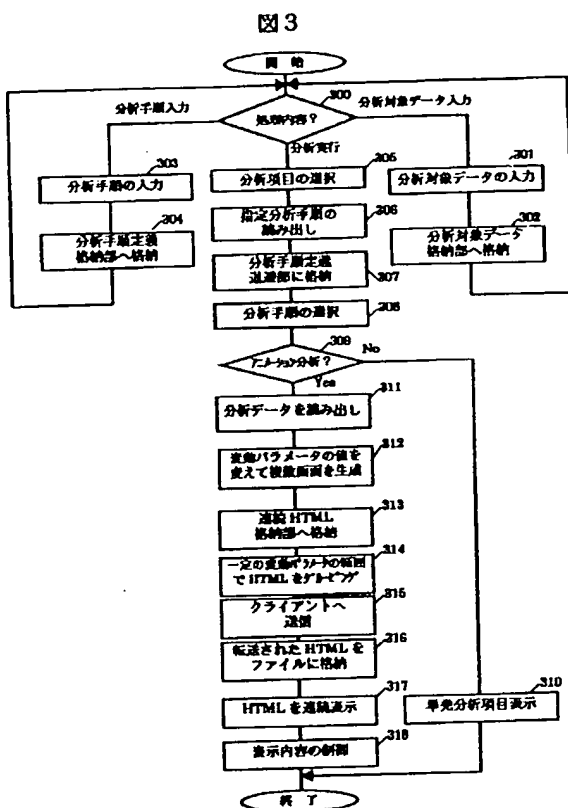 図3
開始
300
処理内容?
分析手順入力
分析対象データ入力
分析実行
303
分析手順の入力
304
分析手順定義
格納部へ格納
305
分析項目の選択
306
指定分析手順の
読み出し
分析手順定義
退避部に格納
307
308
分析手順の選択
301
分析対象データの入力
302
分析対象データ
格納部へ格納
309
アニメーション分析?
No
Yes
311
分析データを読み出し
312
変動パラメータの値を
変えて複数画面を生成
313
連続HTML
格納部へ格納
314
一定の変動パラメータの範囲
でHTMLをグルーピング
315
クライアントへ
送信
316
転送されたHTMLを
ファイルに格納
317
HTMLを連続表示
318
表示内容の制御
310
単発分析項目表示
終了